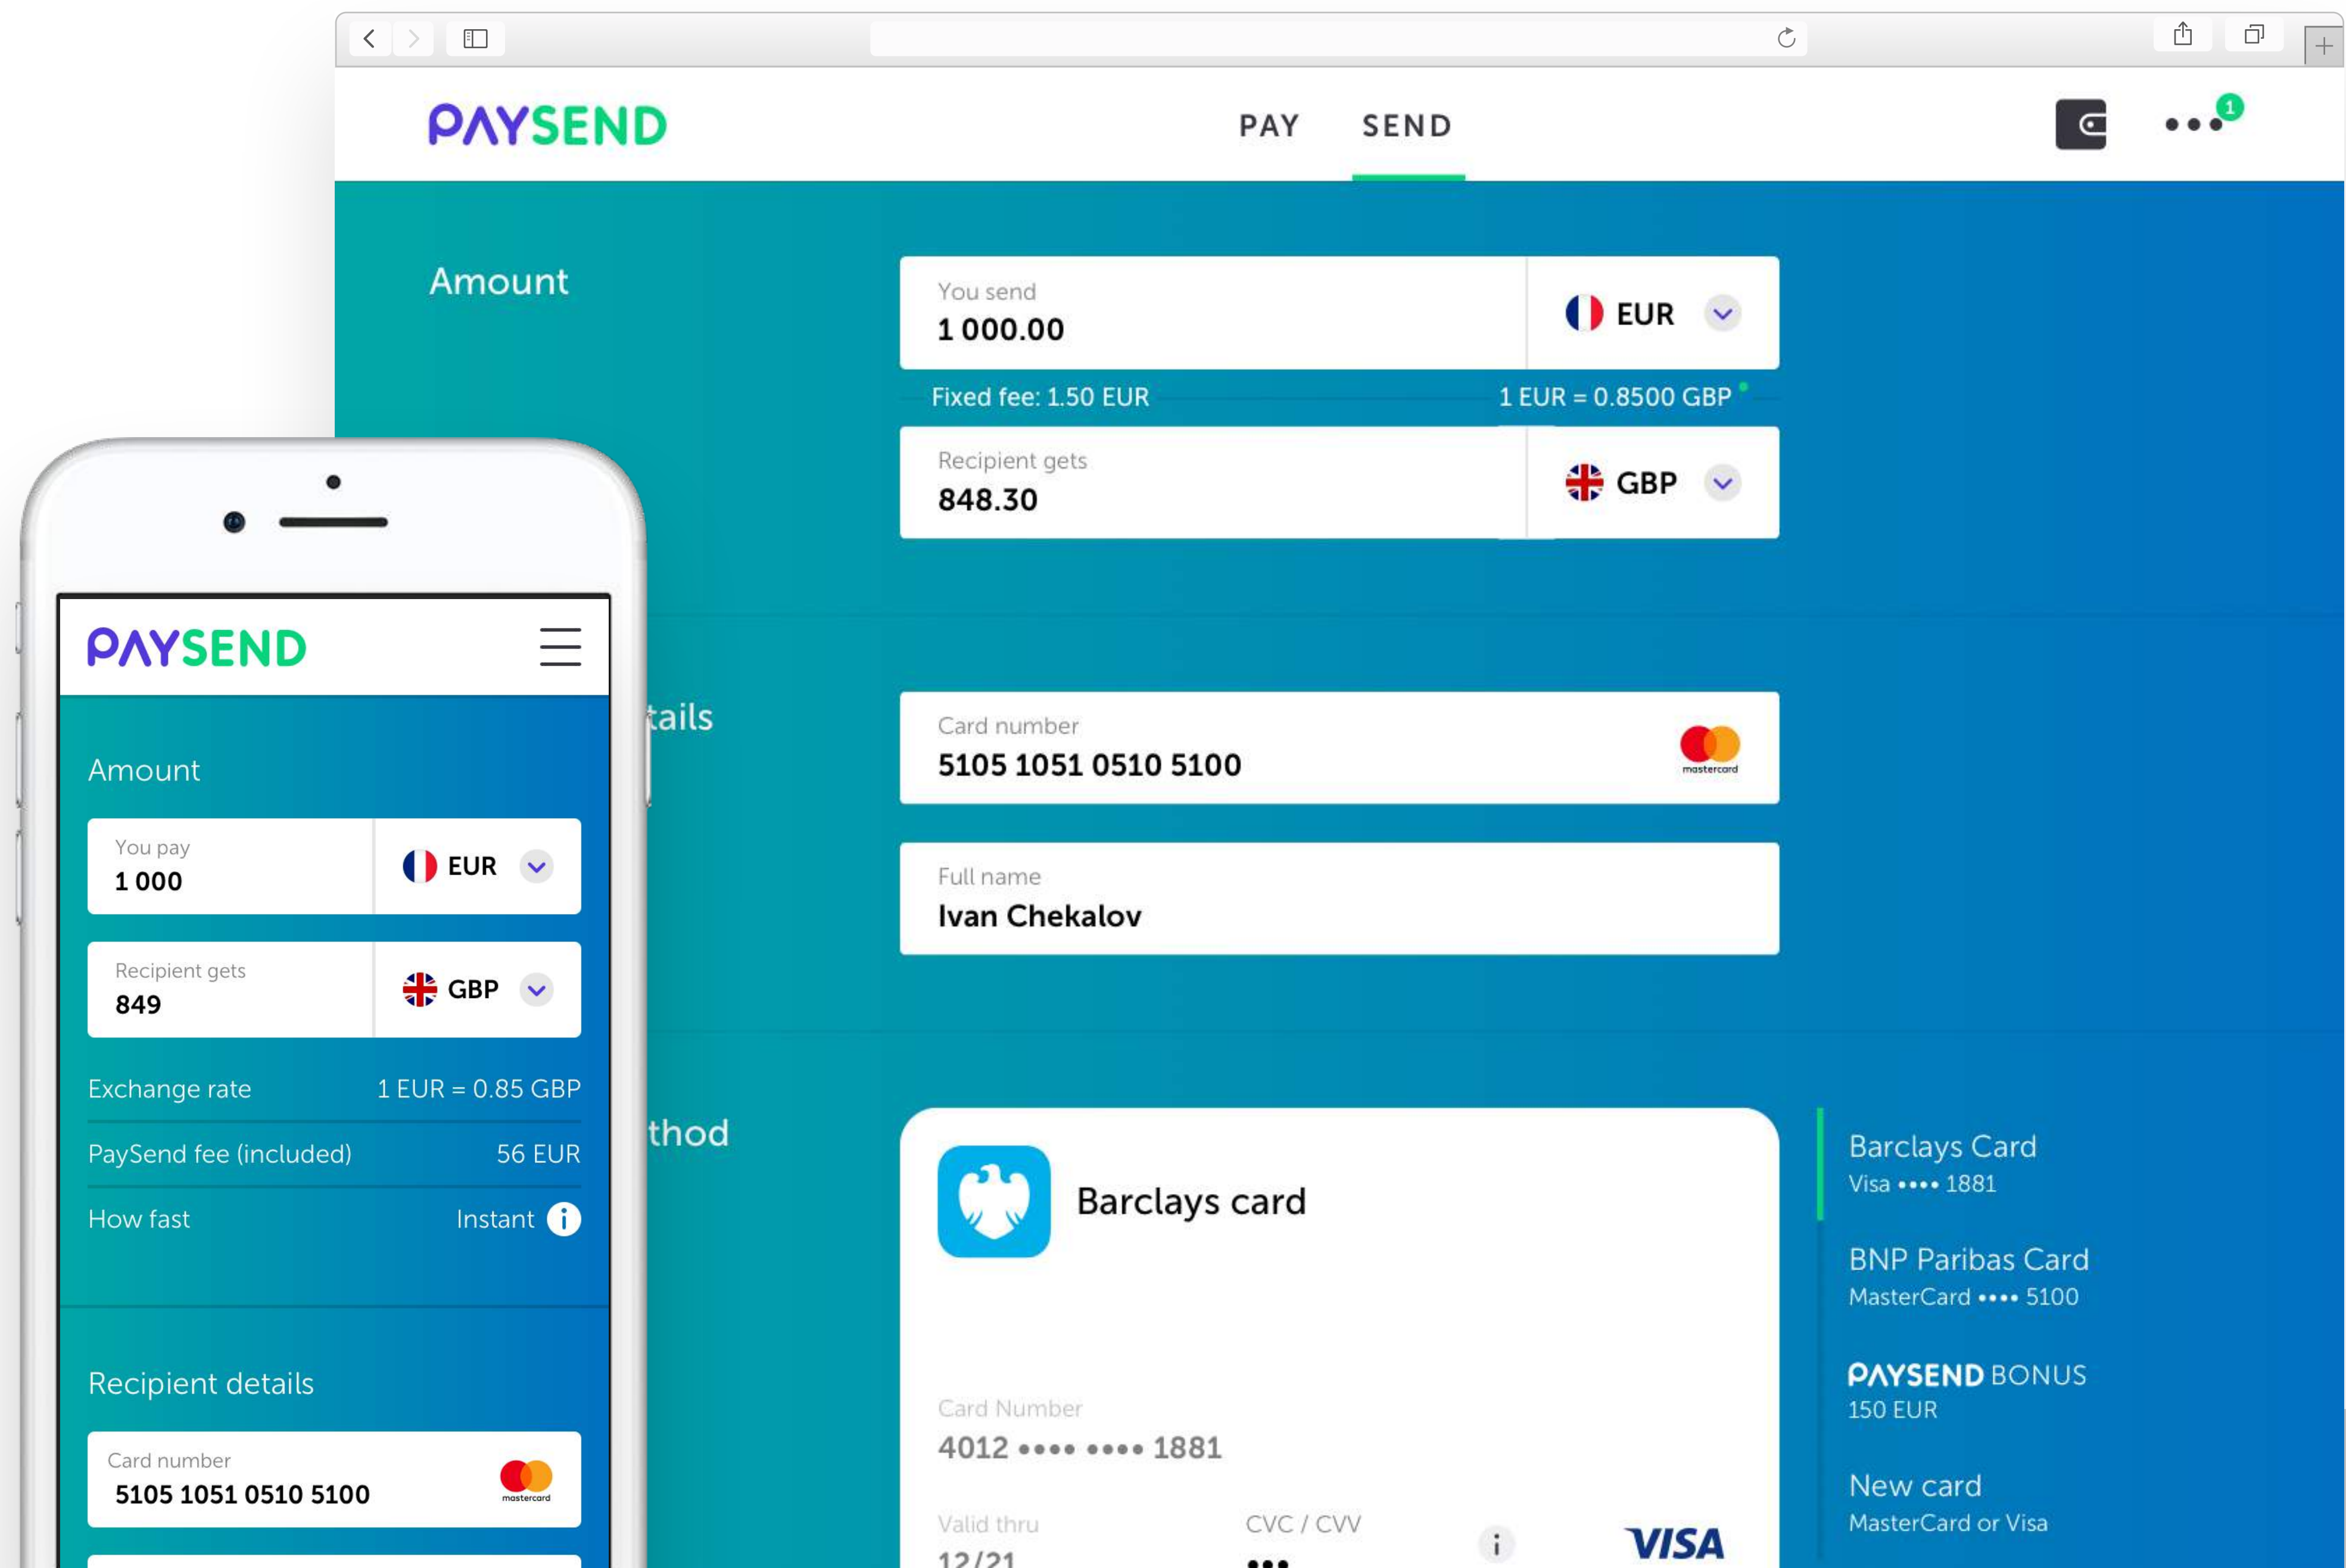 PAYSEND
PAY SEND
1
Amount
You send
1 000.00
EUR
Fixed fee: 1.50 EUR
1 EUR = 0.8500 GBP
Recipient gets
848.30
GBP
tails
Card number
5105 1051 0510 5100
mastercard
Full name
Ivan Chekalov
thod
Barclays card
Card Number
4012 •••• •••• 1881
Valid thru
12/21
CVC / CVV
•••
i
VISA
Barclays Card
Visa •••• 1881
BNP Paribas Card
MasterCard •••• 5100
PAYSEND BONUS
150 EUR
New card
MasterCard or Visa
PAYSEND
Amount
You pay
1 000
EUR
Recipient gets
849
GBP
Exchange rate 1 EUR = 0.85 GBP
PaySend fee (included) 56 EUR
How fast Instant i
Recipient details
Card number
5105 1051 0510 5100
mastercard